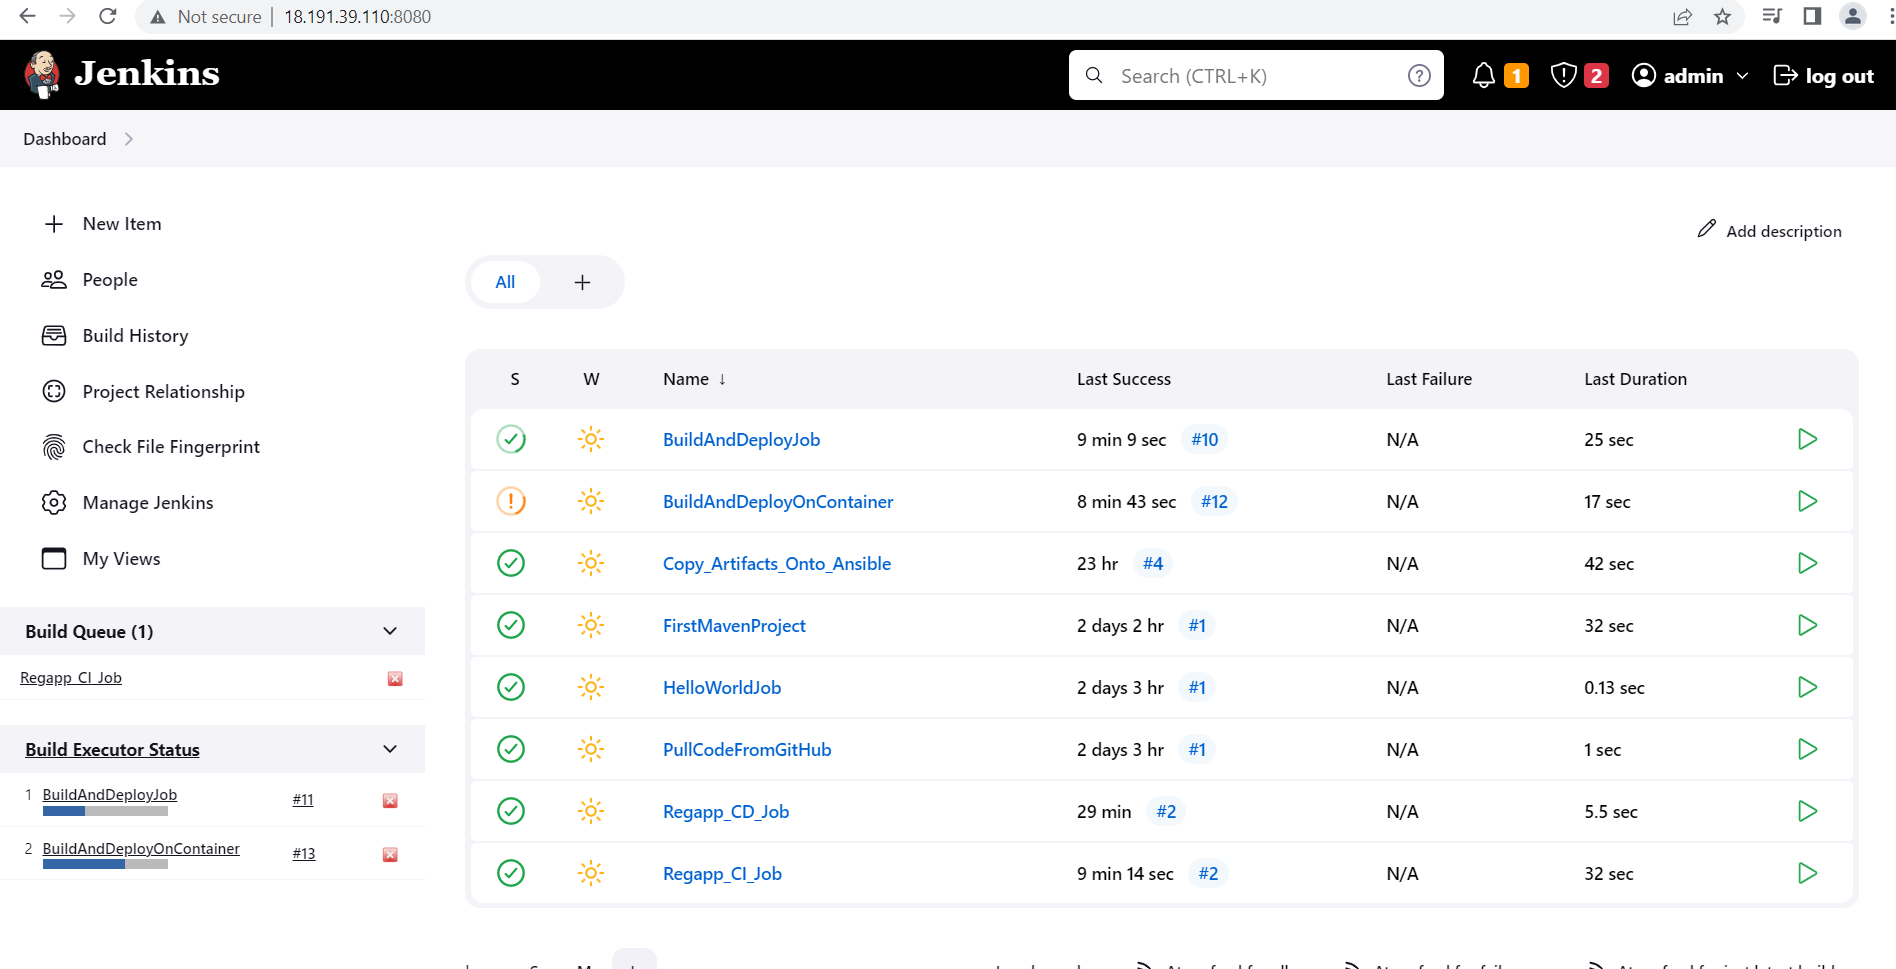 Not secure | 18.191.39.110:8080
Jenkins
Search (CTRL+K)
1
2
admin
log out
Dashboard
New Item
People
Build History
Project Relationship
Check File Fingerprint
Manage Jenkins
My Views
Build Queue (1)
Regapp_CI_Job
Build Executor Status
1 BuildAndDeployJob #11
2 BuildAndDeployOnContainer #13
Add description
All +
S W Name ↓ Last Success Last Failure Last Duration
BuildAndDeployJob 9 min 9 sec #10 N/A 25 sec
BuildAndDeployOnContainer 8 min 43 sec #12 N/A 17 sec
Copy_Artifacts_Onto_Ansible 23 hr #4 N/A 42 sec
FirstMavenProject 2 days 2 hr #1 N/A 32 sec
HelloWorldJob 2 days 3 hr #1 N/A 0.13 sec
PullCodeFromGitHub 2 days 3 hr #1 N/A 1 sec
Regapp_CD_Job 29 min #2 N/A 5.5 sec
Regapp_CI_Job 9 min 14 sec #2 N/A 32 sec